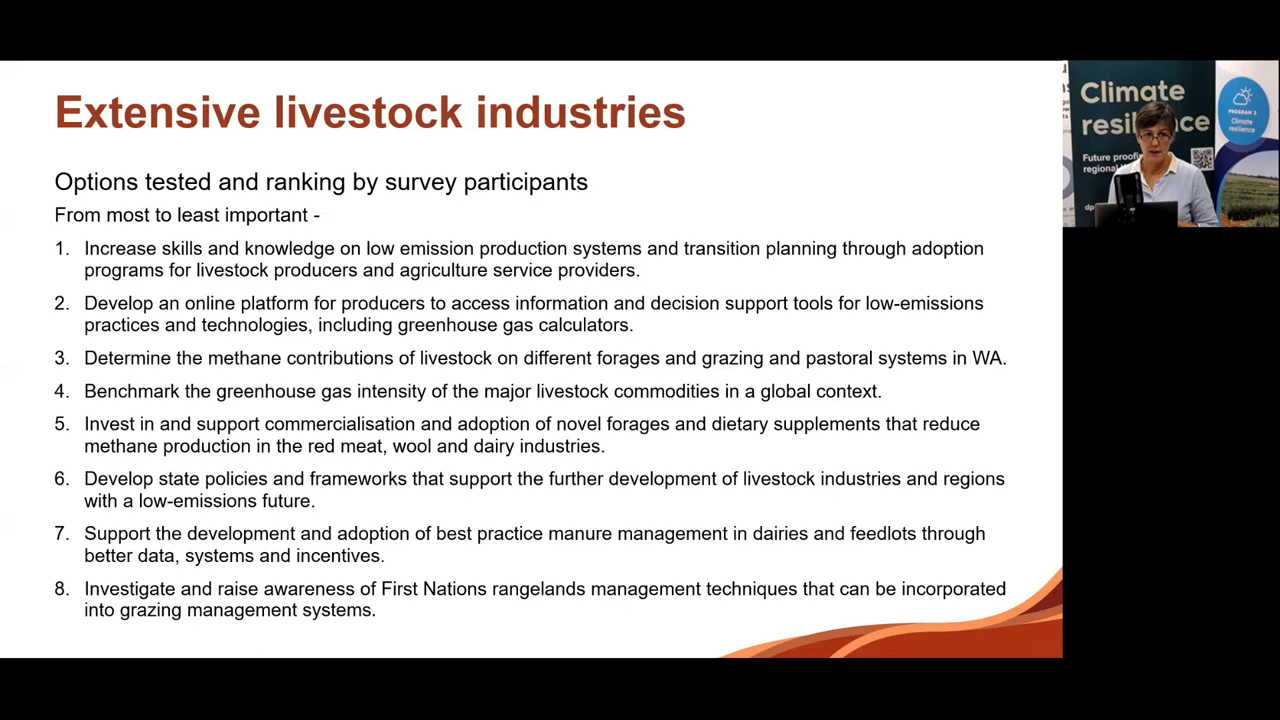 Extensive livestock industries
Options tested and ranking by survey participants
From most to least important -
1. Increase skills and knowledge on low emission production systems and transition planning through adoption
programs for livestock producers and agriculture service providers.
2. Develop an online platform for producers to access information and decision support tools for low-emissions
practices and technologies, including greenhouse gas calculators.
3. Determine the methane contributions of livestock on different forages and grazing and pastoral systems in WA.
4. Benchmark the greenhouse gas intensity of the major livestock commodities in a global context.
5. Invest in and support commercialisation and adoption of novel forages and dietary supplements that reduce
methane production in the red meat, wool and dairy industries.
6. Develop state policies and frameworks that support the further development of livestock industries and regions
with a low-emissions future.
7. Support the development and adoption of best practice manure management in dairies and feedlots through
better data, systems and incentives.
8. Investigate and raise awareness of First Nations rangelands management techniques that can be incorporated
into grazing management systems.
Climate
Future
regional
PROGRAM
Climate
resilience